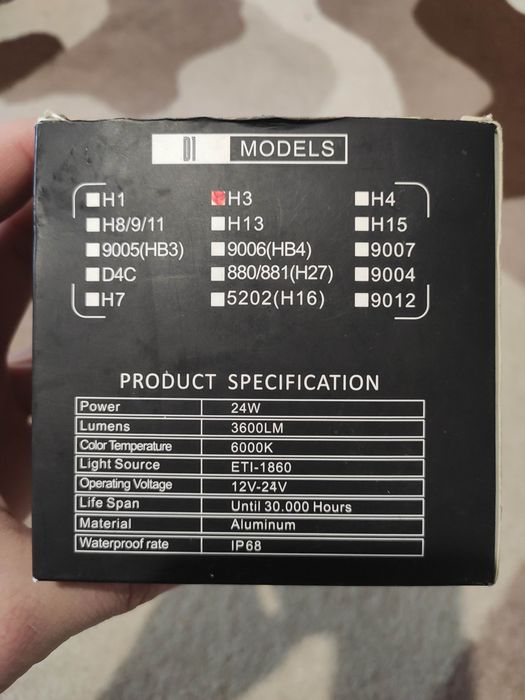 D1 MODELS
H1 H3 H4
H8/9/11 H13 H15
9005(HB3) 9006(HB4) 9007
D4C 880/881(H27) 9004
H7 5202(H16) 9012
PRODUCT SPECIFICATION
Power 24W
Lumens 3600LM
Color Temperature 6000K
Light Source ETI-1860
Operating Voltage 12V-24V
Life Span Until 30.000 Hours
Material Aluminum
Waterproof rate IP68